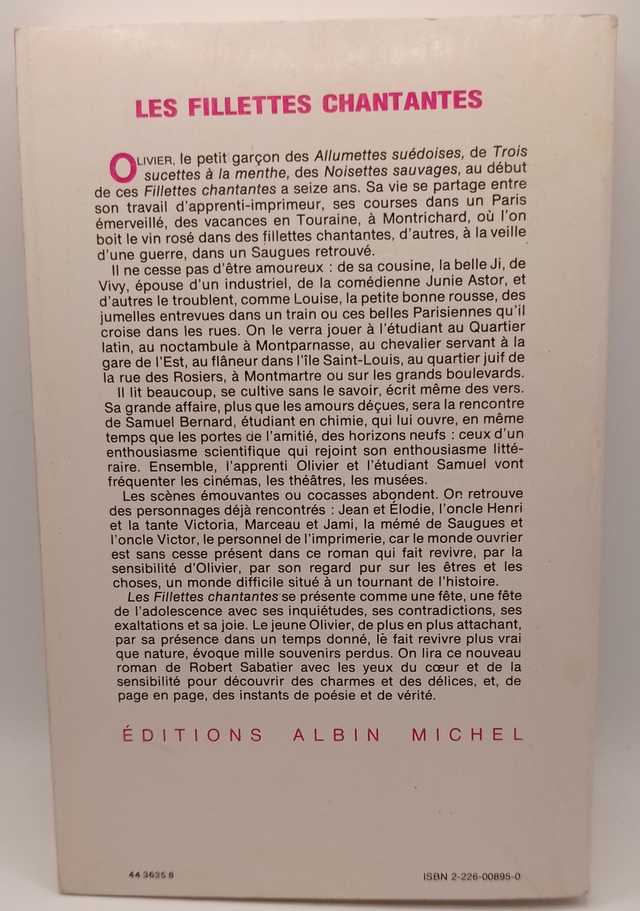 LES FILLETTES CHANTANTES
OLIVIER, le petit garçon des Allumettes suédoises, de Trois
sucettes à la menthe, des Noisettes sauvages, au début
de ces Fillettes chantantes a seize ans. Sa vie se partage entre
son travail d'apprenti-imprimeur, ses courses dans un Paris
émerveillé, des vacances en Touraine, à Montrichard, où l'on
boit le vin rosé dans des fillettes chantantes, d'autres, à la veille
d'une guerre, dans un Saugues retrouvé.
Il ne cesse pas d'être amoureux : de sa cousine, la belle Ji, de
Vivy, épouse d'un industriel, de la comédienne Junie Astor, et
d'autres le troublent, comme Louise, la petite bonne rousse, des
jumelles entrevues dans un train ou ces belles Parisiennes qu'il
croise dans les rues. On le verra jouer à l'étudiant au Quartier
latin, au noctambule à Montparnasse, au chevalier servant à la
gare de l'Est, au flâneur dans l'île Saint-Louis, au quartier juif de
la rue des Rosiers, à Montmartre ou sur les grands boulevards.
Il lit beaucoup, se cultive sans le savoir, écrit même des vers.
Sa grande affaire, plus que les amours déçues, sera la rencontre
de Samuel Bernard, étudiant en chimie, qui lui ouvre, en même
temps que les portes de l'amitié, des horizons neufs : ceux d'un
enthousiasme scientifique qui rejoint son enthousiasme litté-
raire. Ensemble, l'apprenti Olivier et l'étudiant Samuel vont
fréquenter les cinémas, les théâtres, les musées.
Les scènes émouvantes ou cocasses abondent. On retrouve
des personnages déjà rencontrés : Jean et Élodie, l'oncle Henri
et la tante Victoria, Marceau et Jami, la mémé de Saugues et
l'oncle Victor, le personnel de l'imprimerie, car le monde ouvrier
est sans cesse présent dans ce roman qui fait revivre, par la
sensibilité d'Olivier, par son regard pur sur les êtres et les
choses, un monde difficile situé à un tournant de l'histoire.
Les Fillettes chantantes se présente comme une fête, une fête
de l'adolescence avec ses inquiétudes, ses contradictions, ses
exaltations et sa joie. Le jeune Olivier, de plus en plus attachant,
par sa présence dans un temps donné, le fait revivre plus vrai
que nature, évoque mille souvenirs perdus. On lira ce nouveau
roman de Robert Sabatier avec les yeux du cœur et de la
sensibilité pour découvrir des charmes et des délices, et, de
page en page, des instants de poésie et de vérité.
ÉDITIONS ALBIN MICHEL
44 3635 8
ISBN 2-226-00895-0